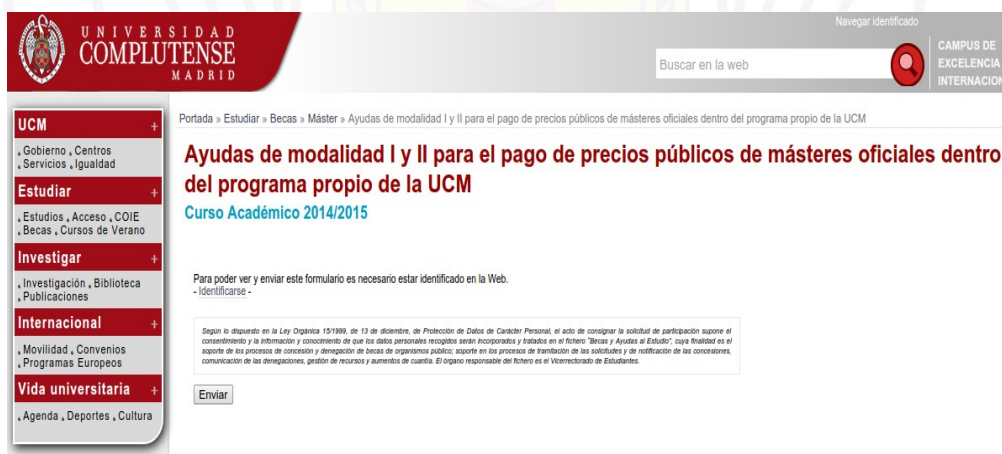 UNIVERSIDAD
COMPLUTENSE
MADRID
Navegar identificado
Buscar en la web
CAMPUS DE
EXCELENCIA
INTERNACION
UCM +
Gobierno Centros
Servicios Igualdad
Estudiar +
Estudios Acceso COIE
Becas Cursos de Verano
Investigar +
Investigación Biblioteca
Publicaciones
Internacional +
Movilidad Convenios
Programas Europeos
Vida universitaria +
Agenda Deportes Cultura
Portada » Estudiar » Becas » Máster » Ayudas de modalidad I y II para el pago de precios públicos de másteres oficiales dentro del programa propio de la UCM
Ayudas de modalidad I y II para el pago de precios públicos de másteres oficiales dentro
del programa propio de la UCM
Curso Académico 2014/2015
Para poder ver y enviar este formulario es necesario estar identificado en la Web.
- Identificarse -
Según lo dispuesto en la Ley Orgánica 15/1999, de 13 de diciembre, de Protección de Datos de Carácter Personal, el acto de consignar la solicitud de participación supone el
consentimiento y la información y conocimiento de que los datos personales recogidos serán incorporados y tratados en el fichero "Becas y Ayudas al Estudio", cuya finalidad es el
soporte de los procesos de concesión y denegación de becas de organismos público; soporte en los procesos de tramitación de las solicitudes y de notificación de las concesiones,
comunicación de las denegaciones, gestión de recursos y aumentos de cuantía. El órgano responsable del fichero es el Vicerrectorado de Estudiantes.
Enviar